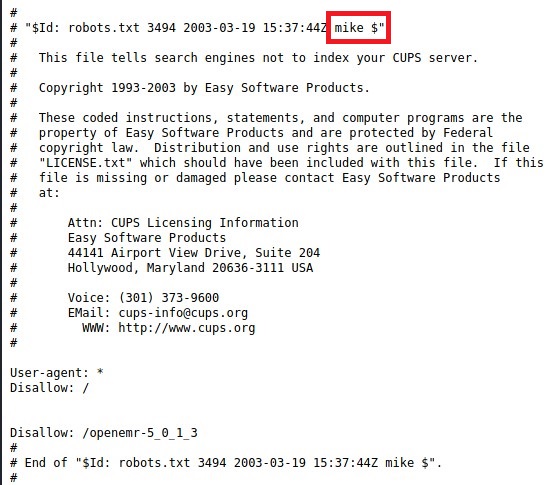 #
# "$Id: robots.txt 3494 2003-03-19 15:37:44Z mike $"
#
#   This file tells search engines not to index your CUPS server.
#
#   Copyright 1993-2003 by Easy Software Products.
#
#   These coded instructions, statements, and computer programs are the
#   property of Easy Software Products and are protected by Federal
#   copyright law.  Distribution and use rights are outlined in the file
#   "LICENSE.txt" which should have been included with this file.  If this
#   file is missing or damaged please contact Easy Software Products
#   at:
#
#       Attn: CUPS Licensing Information
#       Easy Software Products
#       44141 Airport View Drive, Suite 204
#       Hollywood, Maryland 20636-3111 USA
#
#       Voice: (301) 373-9600
#       EMail: cups-info@cups.org
#         WWW: http://www.cups.org
#

User-agent: *
Disallow: /


Disallow: /openemr-5_0_1_3
#
# End of "$Id: robots.txt 3494 2003-03-19 15:37:44Z mike $".
#